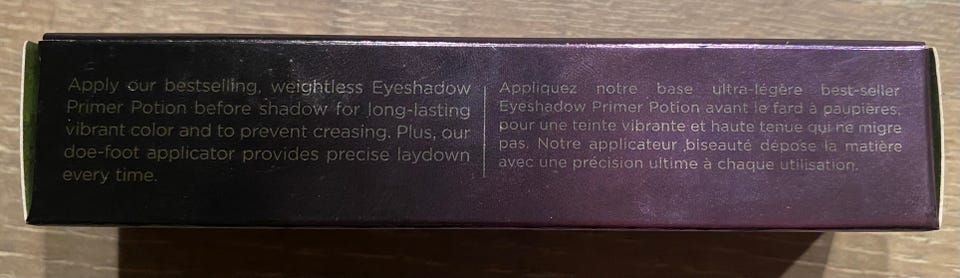 Apply our bestselling, weightless Eyeshadow
Primer Potion before shadow for long-lasting
vibrant color and to prevent creasing. Plus, our
doe-foot applicator provides precise laydown
every time.
Appliquez notre base ultra-légère best-seller
Eyeshadow Primer Potion avant le fard à paupières,
pour une teinte vibrante et haute tenue qui ne migre
pas. Notre applicateur biseauté dépose la matière
avec une précision ultime à chaque utilisation.